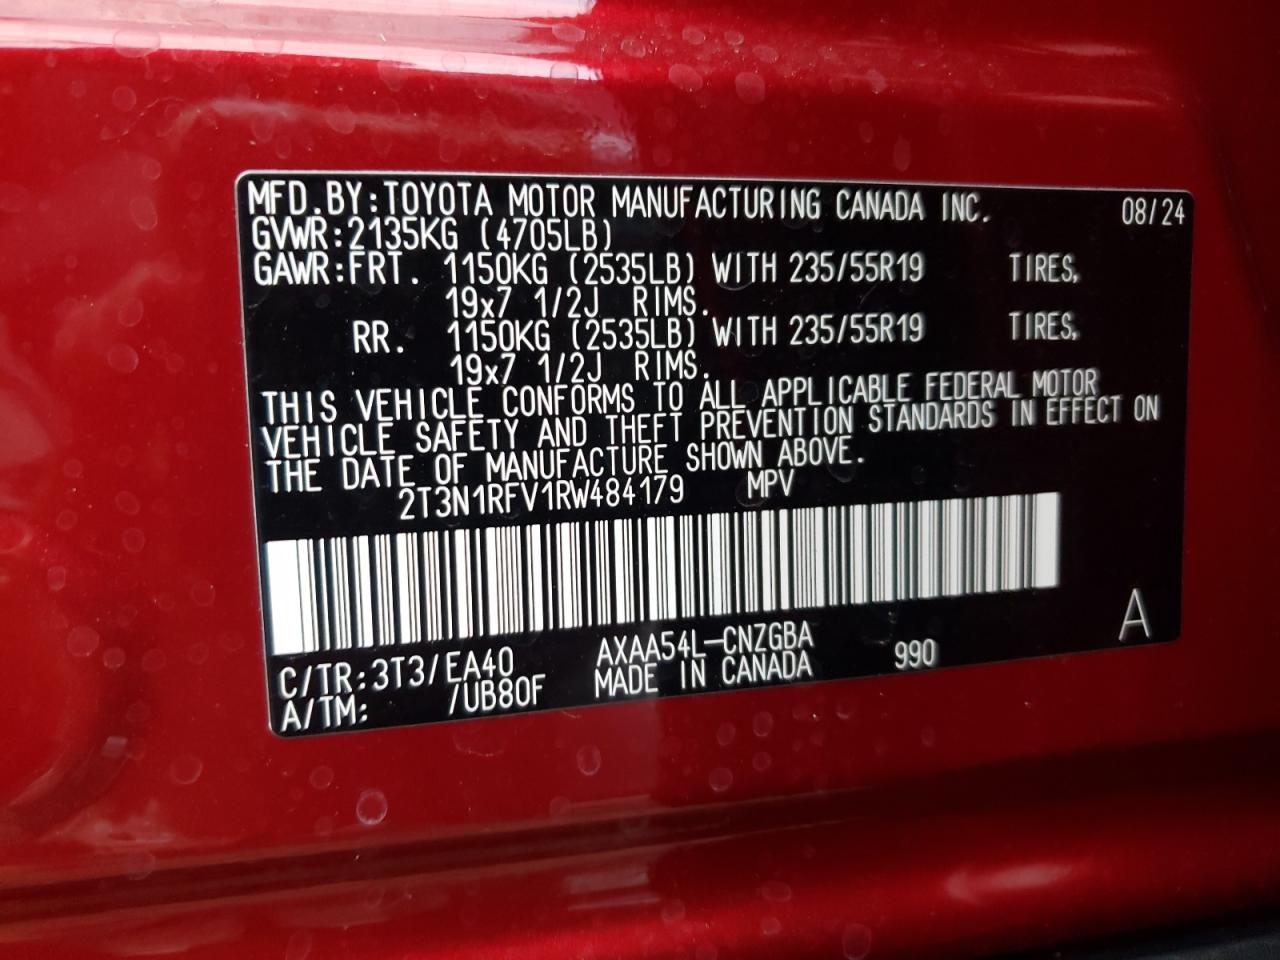 MFD. BY: TOYOTA MOTOR MANUFACTURING CANADA INC. 08/24
GVWR: 2135KG (4705LB)
GAWR: FRT. 1150KG (2535LB) WITH 235/55R19 TIRES,
19x7 1/2J RIMS.
RR. 1150KG (2535LB) WITH 235/55R19 TIRES,
19x7 1/2J RIMS.
THIS VEHICLE CONFORMS TO ALL APPLICABLE FEDERAL MOTOR
VEHICLE SAFETY AND THEFT PREVENTION STANDARDS IN EFFECT ON
THE DATE OF MANUFACTURE SHOWN ABOVE.
2T3N1RFV1RW484179 MPV
A
C/TR: 3T3/EA40 AXAA54L-CNZGBA 990
A/TM: /UB80F MADE IN CANADA